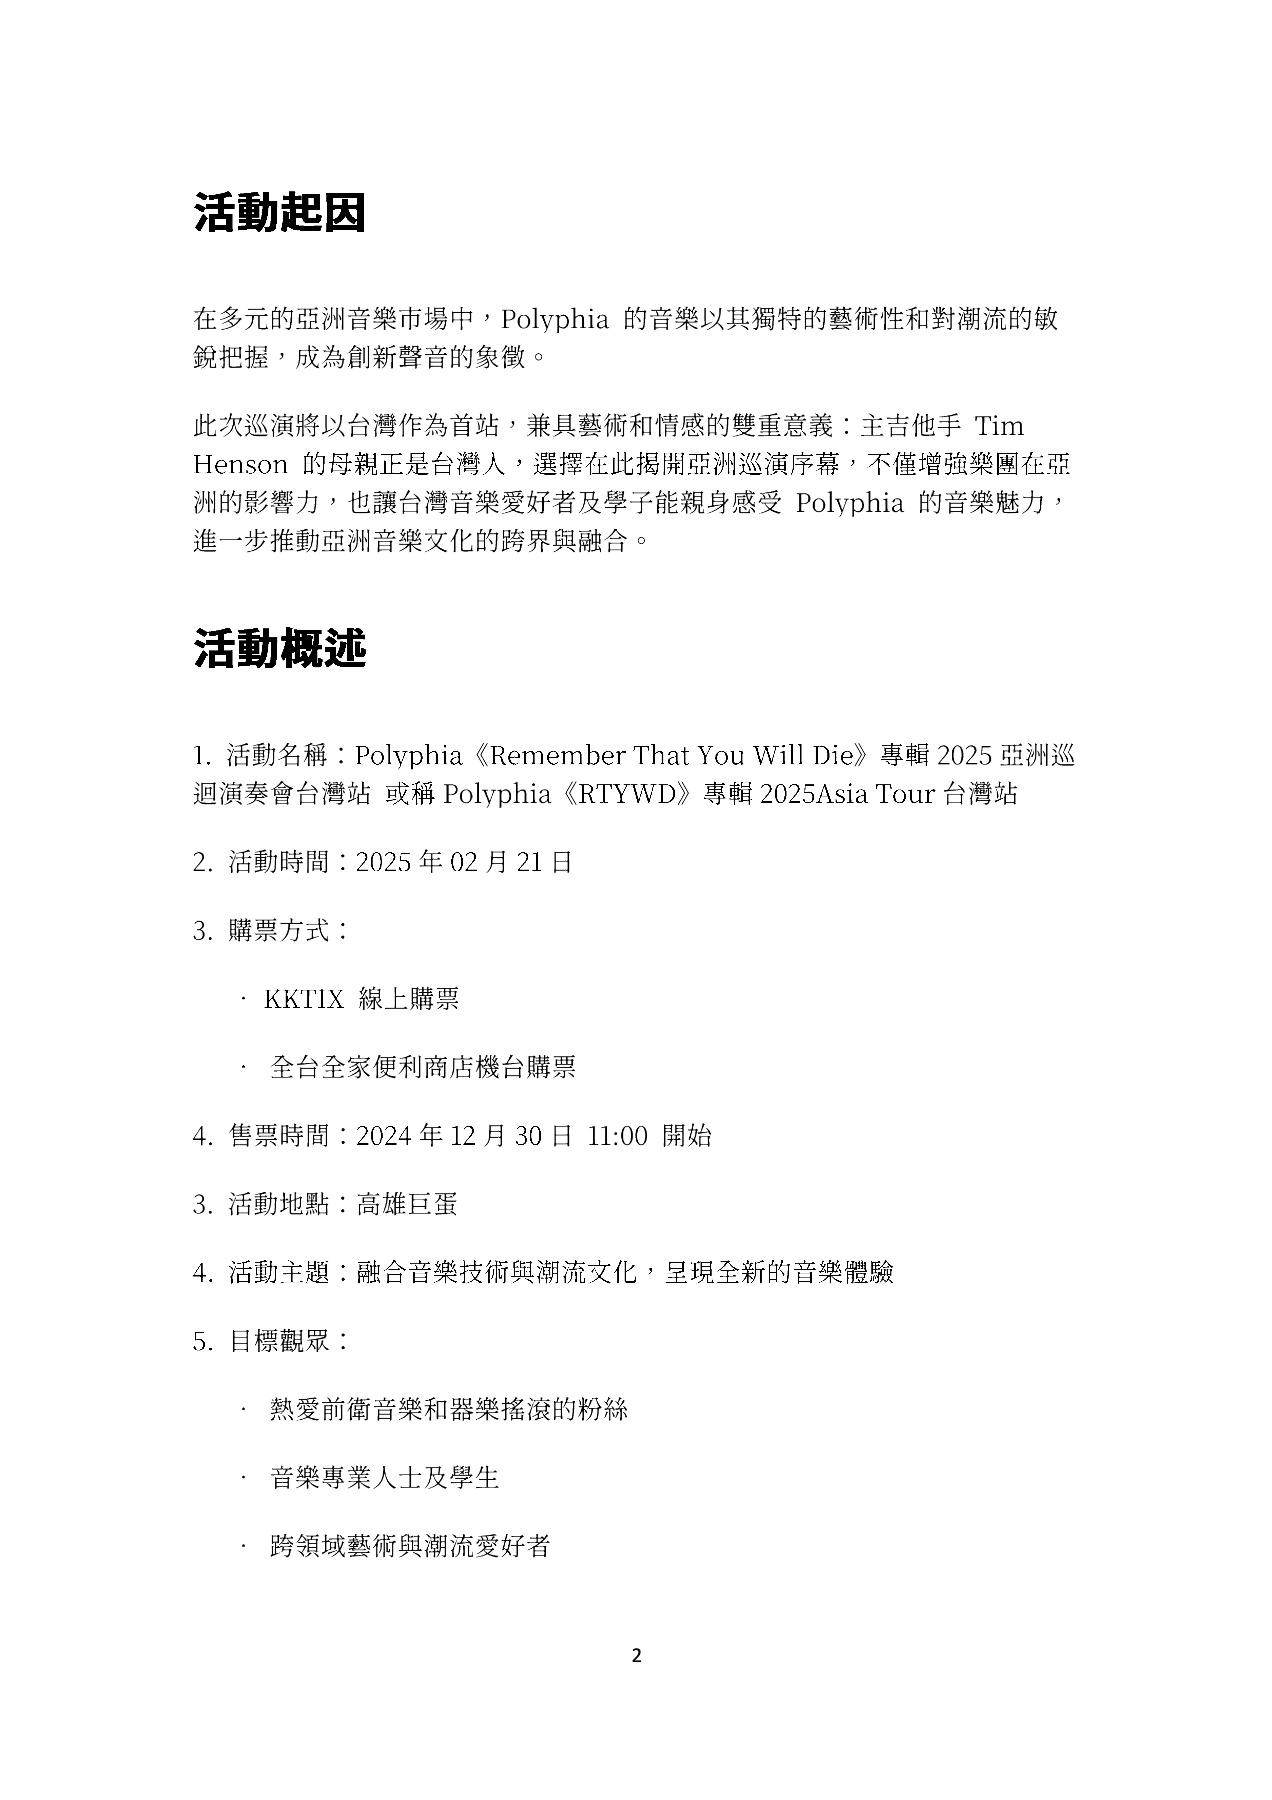 活動起因
在多元的亞洲音樂市場中，Polyphia 的音樂以其獨特的藝術性和對潮流的敏
銳把握，成為創新聲音的象徵。
此次巡演將以台灣作為首站，兼具藝術和情感的雙重意義：主吉他手 Tim
Henson 的母親正是台灣人，選擇在此揭開亞洲巡演序幕，不僅增強樂團在亞
洲的影響力，也讓台灣音樂愛好者及學子能親身感受 Polyphia 的音樂魅力，
進一步推動亞洲音樂文化的跨界與融合。
活動概述
1. 活動名稱：Polyphia《Remember That You Will Die》專輯 2025 亞洲巡
迴演奏會台灣站 或稱 Polyphia《RTYWD》專輯 2025Asia Tour 台灣站
2. 活動時間：2025 年 02 月 21 日
3. 購票方式：
· KKTIX 線上購票
· 全台全家便利商店機台購票
4. 售票時間：2024 年 12 月 30 日 11:00 開始
3. 活動地點：高雄巨蛋
4. 活動主題：融合音樂技術與潮流文化，呈現全新的音樂體驗
5. 目標觀眾：
· 熱愛前衛音樂和器樂搖滾的粉絲
· 音樂專業人士及學生
· 跨領域藝術與潮流愛好者
2